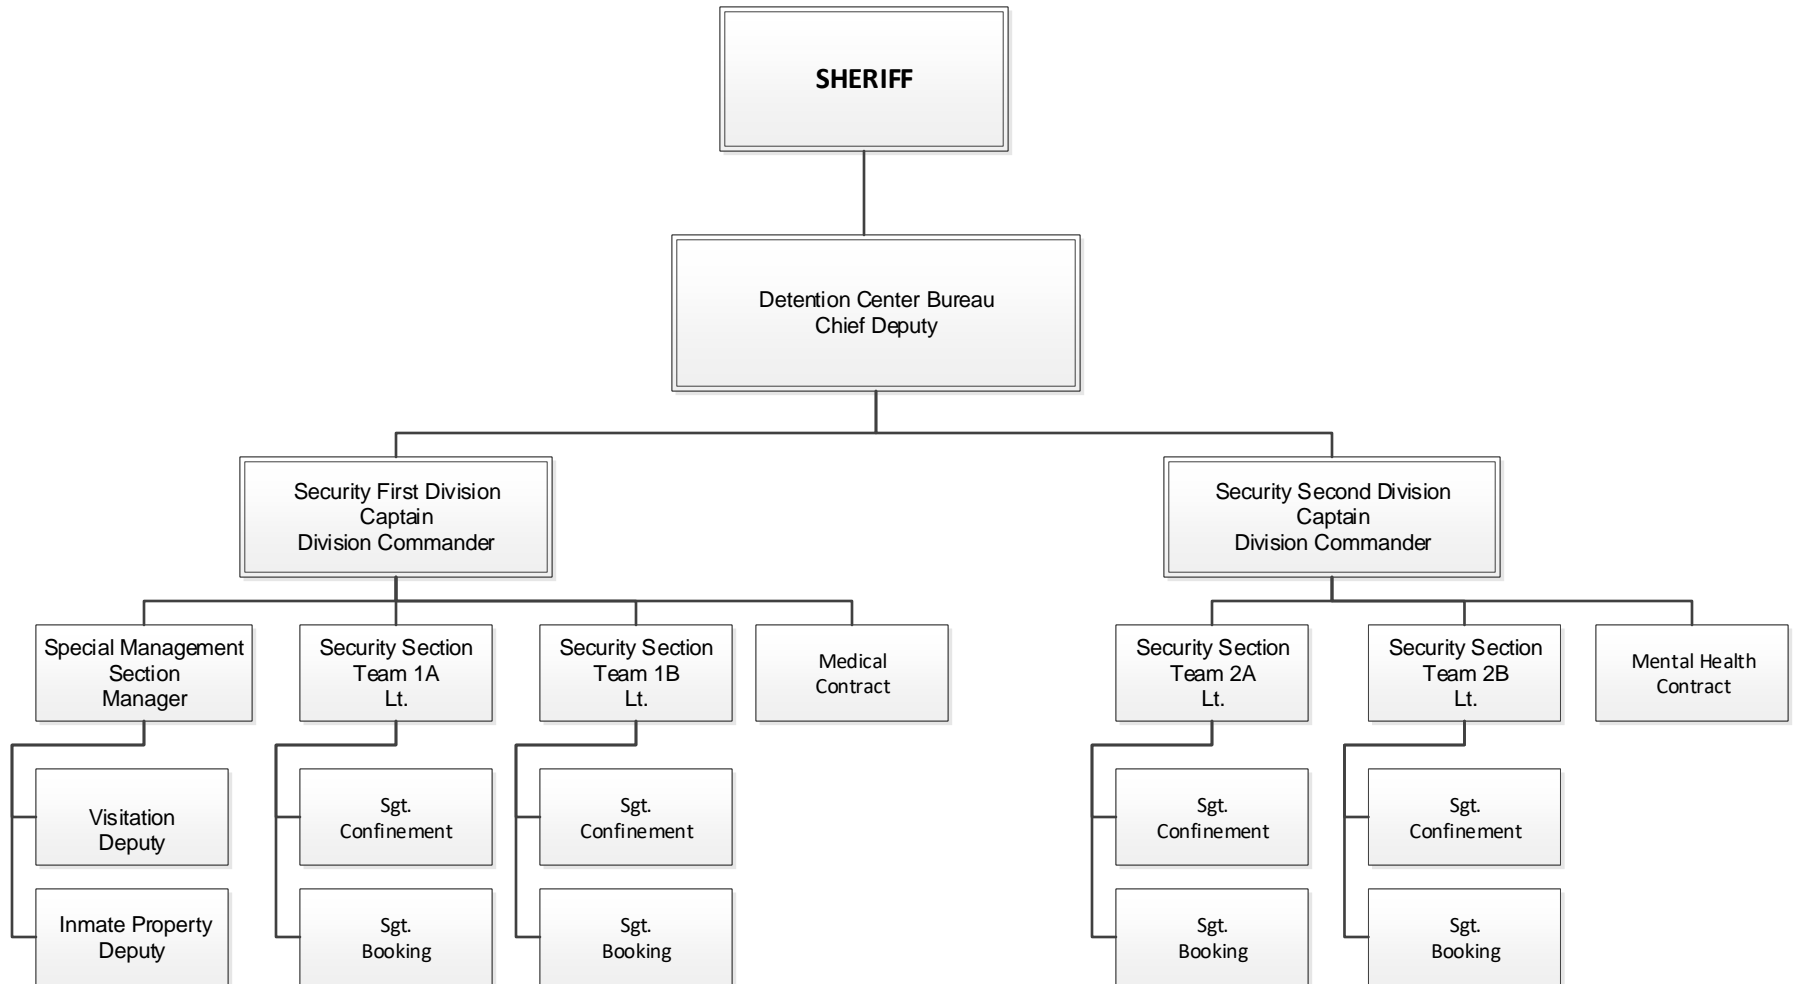 SHERIFF
Detention Center Bureau
Chief Deputy
Security First Division
Captain
Division Commander
Security Second Division
Captain
Division Commander
Special Management
Section
Manager
Security Section
Team 1A
Lt.
Security Section
Team 1B
Lt.
Medical
Contract
Security Section
Team 2A
Lt.
Security Section
Team 2B
Lt.
Mental Health
Contract
Visitation
Deputy
Sgt.
Confinement
Sgt.
Confinement
Sgt.
Confinement
Sgt.
Confinement
Inmate Property
Deputy
Sgt.
Booking
Sgt.
Booking
Sgt.
Booking
Sgt.
Booking